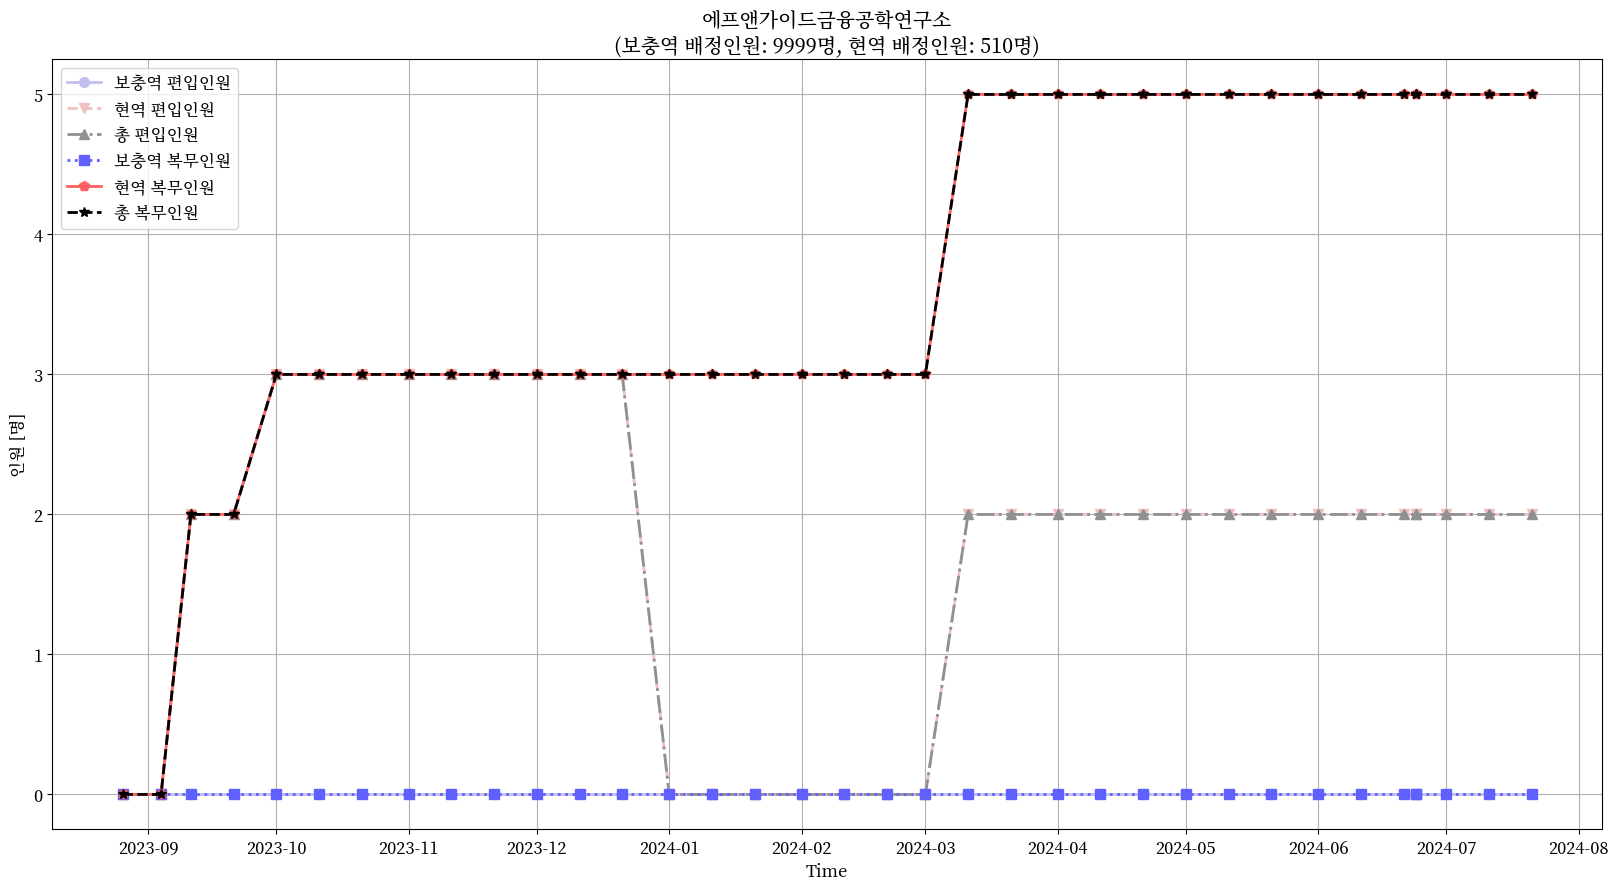 에프앤가이드금융공학연구소
(보충역 배정인원: 9999명, 현역 배정인원: 510명)
보충역 편입인원
현역 편입인원
총 편입인원
보충역 복무인원
현역 복무인원
총 복무인원
인원 [명]
5
4
3
2
1
0
2023-09
2023-10
2023-11
2023-12
2024-01
2024-02
2024-03
2024-04
2024-05
2024-06
2024-07
2024-08
Time